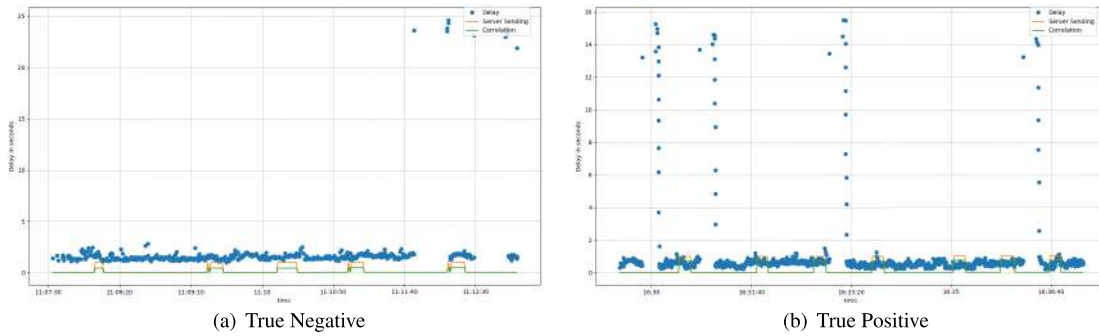 Delay
Server Sending
Correlation
25
20
15
10
5
0
Delay in seconds
11:07:30
11:08:20
11:09:10
11:10
11:10:50
11:11:40
11:12:30
time
(a) True Negative
Delay
Server Sending
Correlation
16
14
12
10
8
6
4
2
0
Delay in seconds
16:30
16:31:40
16:33:20
16:35
16:36:40
time
(b) True Positive